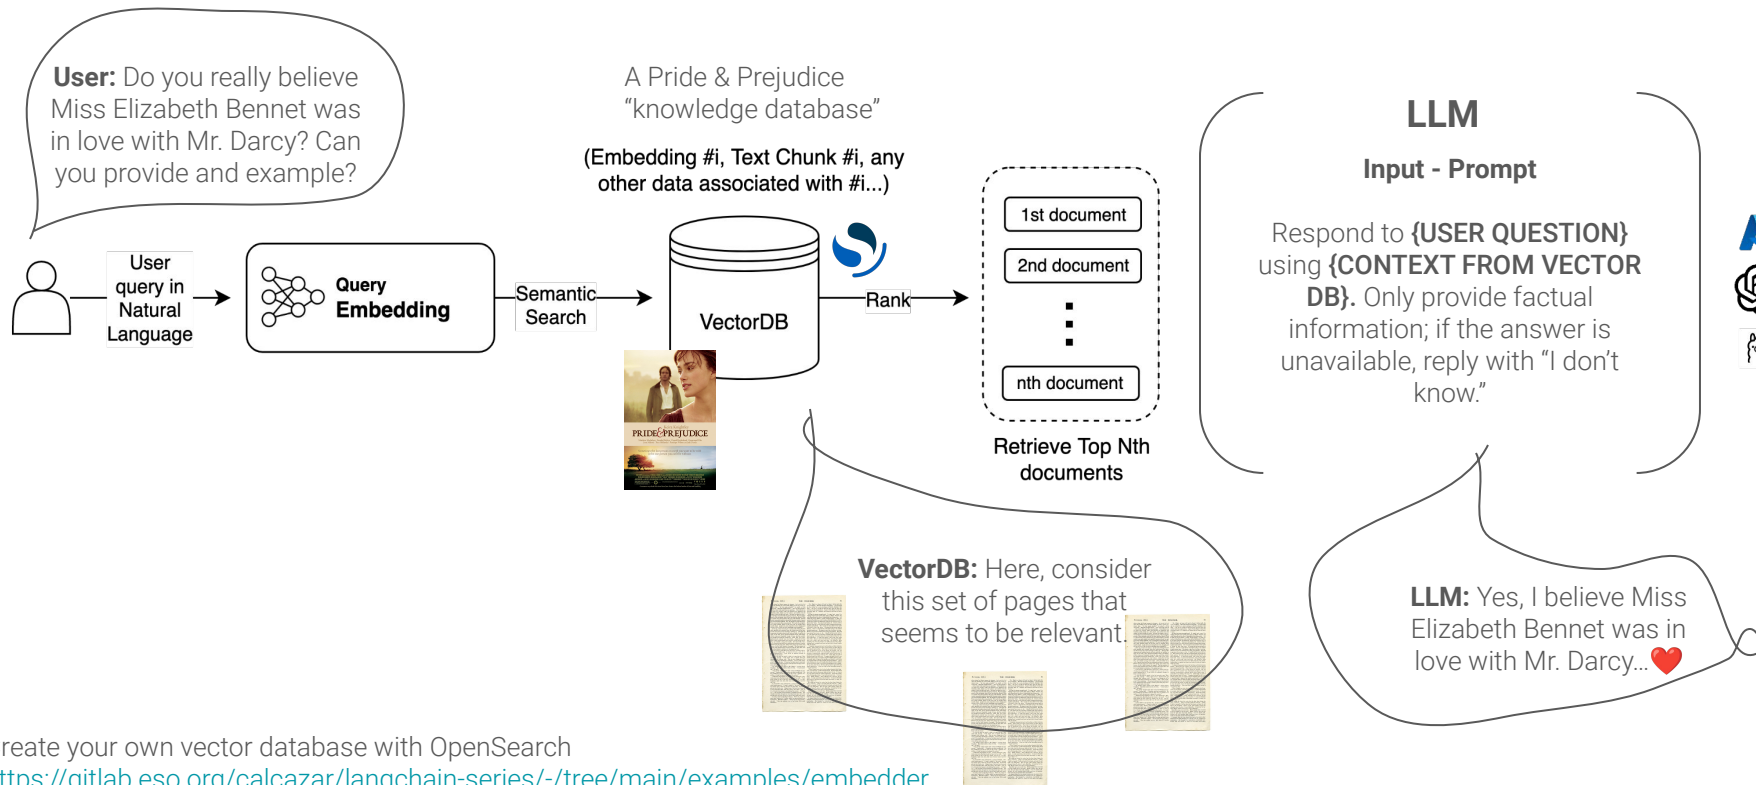 User: Do you really believe
Miss Elizabeth Bennet was
in love with Mr. Darcy? Can
you provide and example?
User
query in
Natural
Language
Query
Embedding
Semantic
Search
A Pride & Prejudice
“knowledge database”
(Embedding #i, Text Chunk #i, any
other data associated with #i...)
VectorDB
PRIDE & PREJUDICE
Rank
1st document
2nd document
nth document
Retrieve Top Nth
documents
LLM
Input - Prompt
Respond to {USER QUESTION}
using {CONTEXT FROM VECTOR
DB}. Only provide factual
information; if the answer is
unavailable, reply with “I don’t
know.”
VectorDB: Here, consider
this set of pages that
seems to be relevant.
LLM: Yes, I believe Miss
Elizabeth Bennet was in
love with Mr. Darcy...❤️
reate your own vector database with OpenSearch
ttps://gitlab.eso.org/calcazar/langchain-series/-/tree/main/examples/embedder